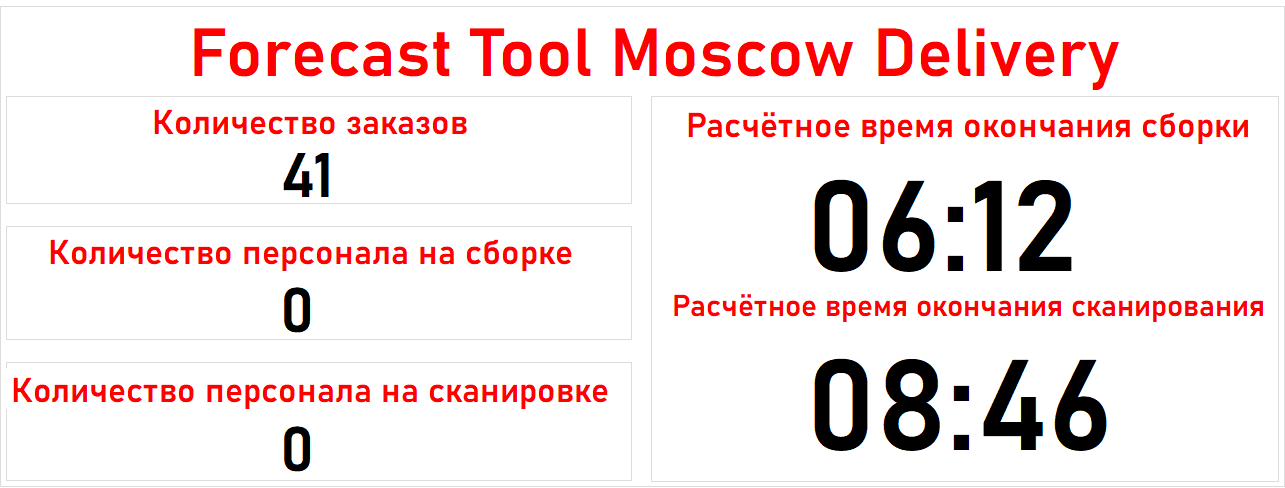 Forecast Tool Moscow Delivery
Количество заказов
41
Количество персонала на сборке
0
Количество персонала на сканировке
0
Расчётное время окончания сборки
06:12
Расчётное время окончания сканирования
08:46